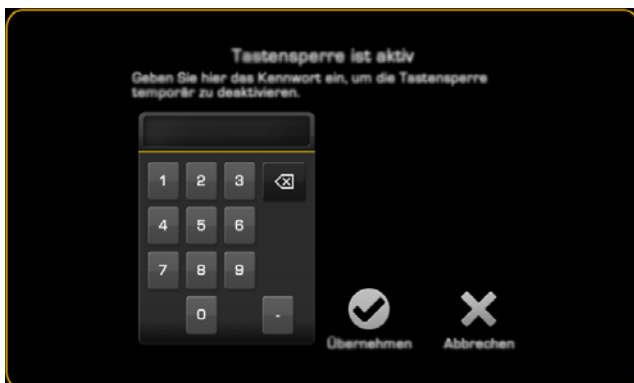 Tastensperre ist aktiv
Geben Sie hier das Kennwort ein, um die Tastensperre
temporär zu deaktivieren.
1 2 3
4 5 6
7 8 9
0 -
Übernehmen Abbrechen